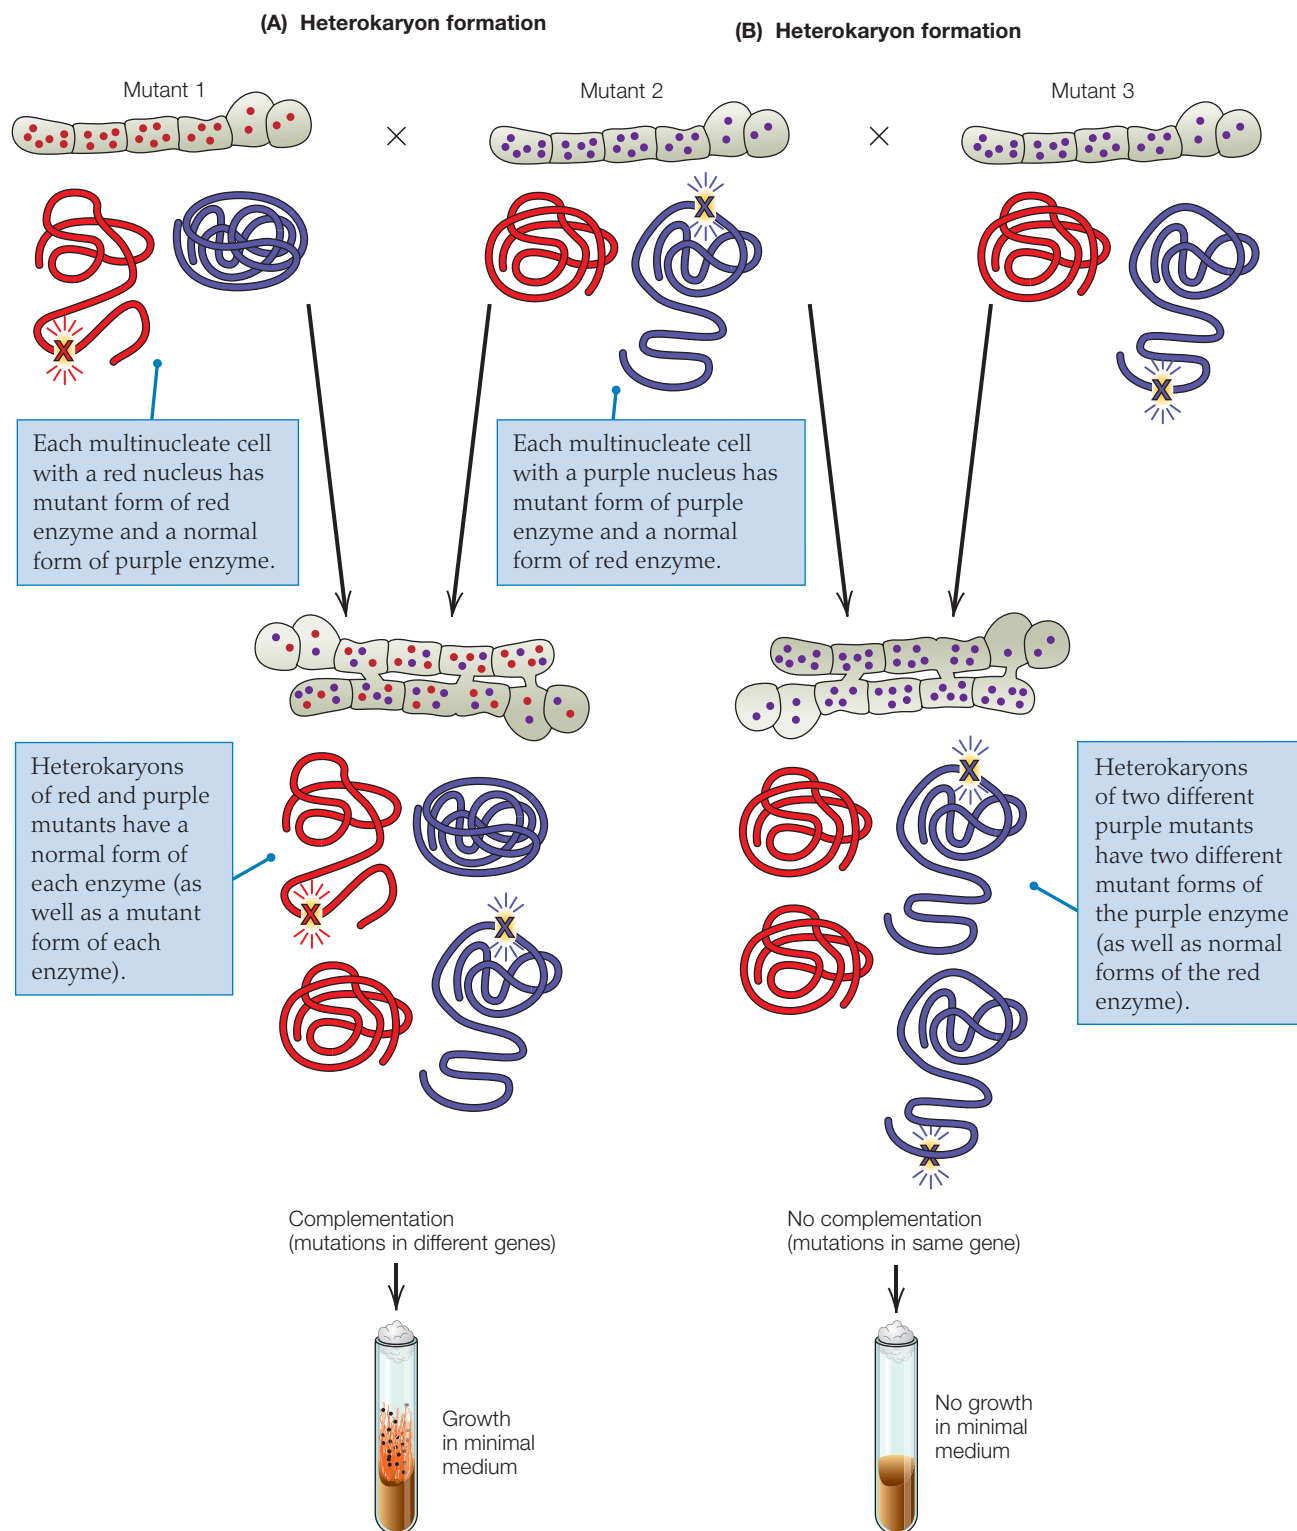 (A) Heterokaryon formation
(B) Heterokaryon formation
Mutant 1
Mutant 2
Mutant 3
×
×
X
X
X
Each multinucleate cell
with a red nucleus has
mutant form of red
enzyme and a normal
form of purple enzyme.
Each multinucleate cell
with a purple nucleus has
mutant form of purple
enzyme and a normal
form of red enzyme.
Heterokaryons
of red and purple
mutants have a
normal form of
each enzyme (as
well as a mutant
form of each
enzyme).
X
X
X
X
Heterokaryons
of two different
purple mutants
have two different
mutant forms of
the purple enzyme
(as well as normal
forms of the red
enzyme).
Complementation
(mutations in different genes)
No complementation
(mutations in same gene)
Growth
in minimal
medium
No growth
in minimal
medium